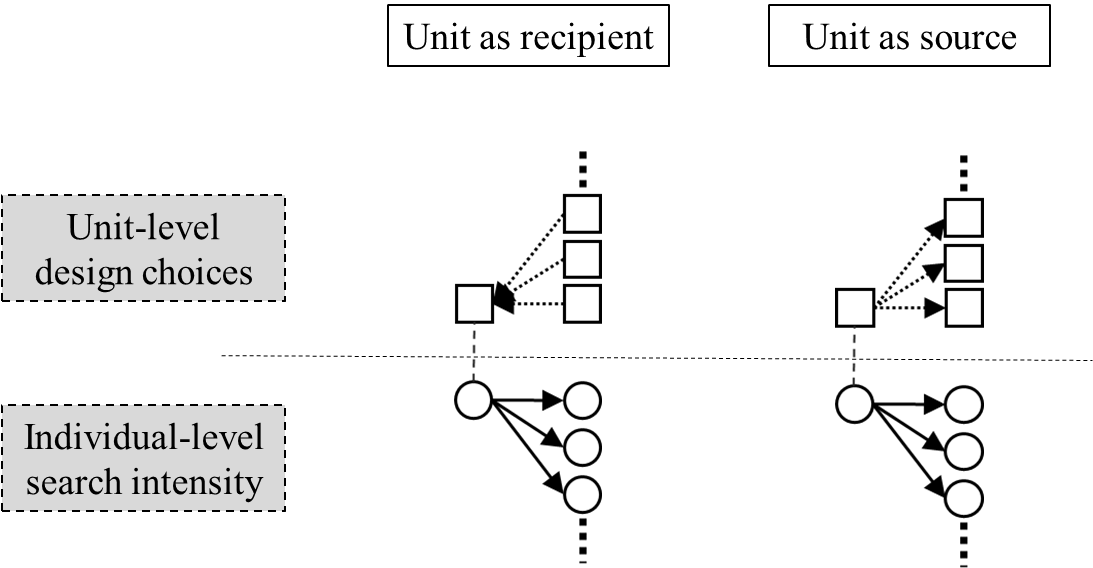 Unit as recipient
Unit as source
Unit-level
design choices
Individual-level
search intensity